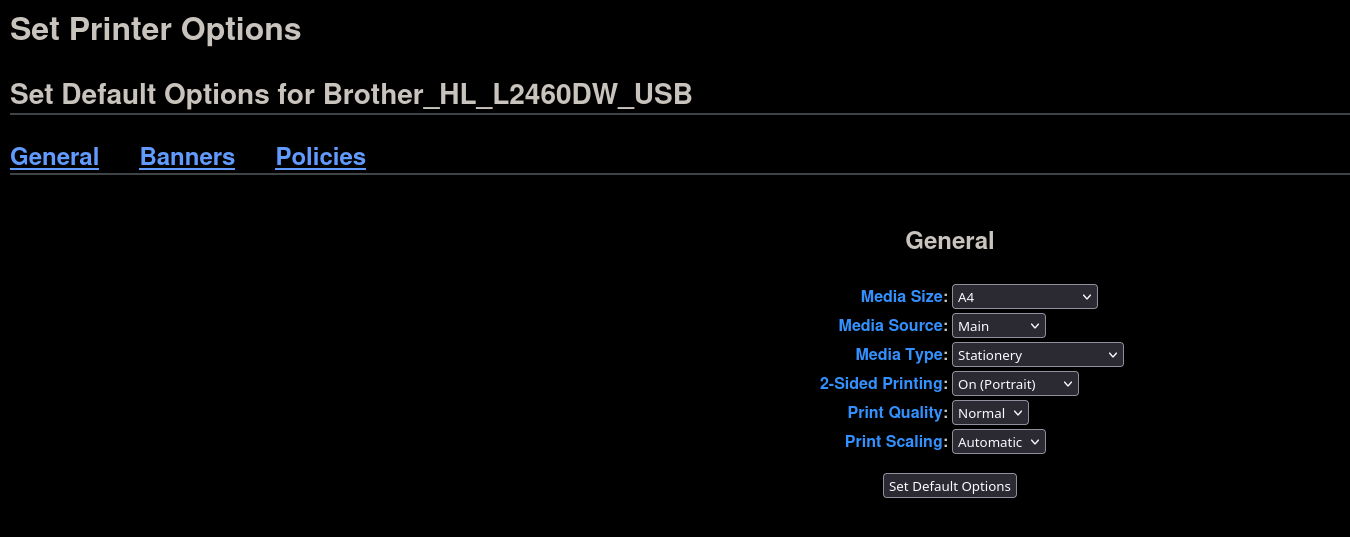 Set Printer Options
Set Default Options for Brother_HL_L2460DW_USB
General Banners Policies
General
Media Size: A4
Media Source: Main
Media Type: Stationery
2-Sided Printing: On (Portrait)
Print Quality: Normal
Print Scaling: Automatic
Set Default Options